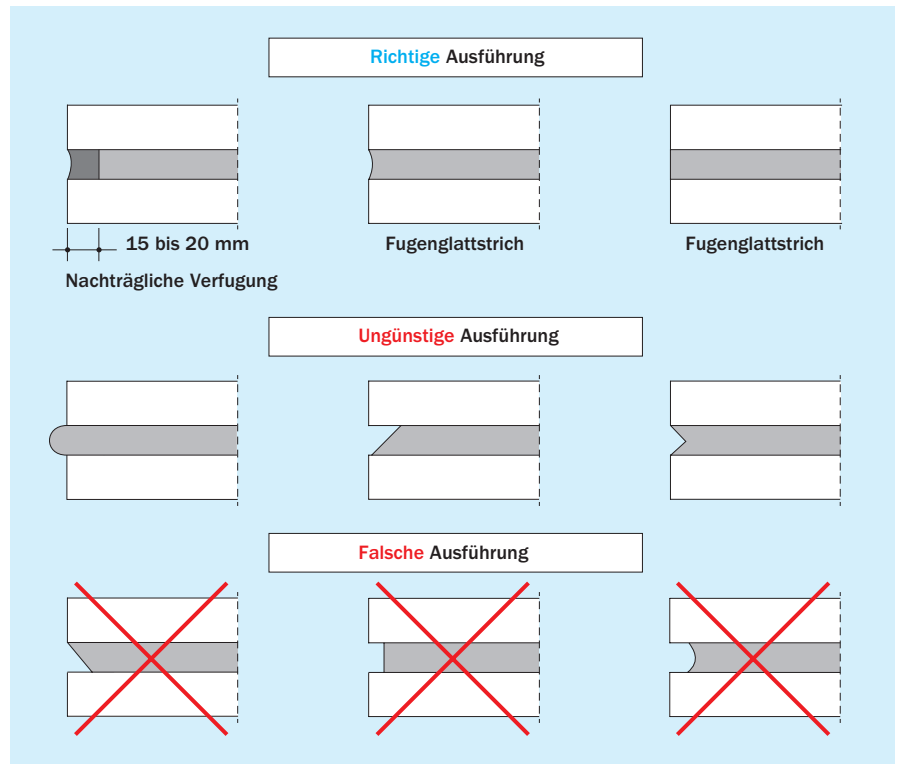 Richtige Ausführung
15 bis 20 mm
Nachträgliche Verfugung
Fugenglattstrich
Fugenglattstrich
Ungünstige Ausführung
Falsche Ausführung